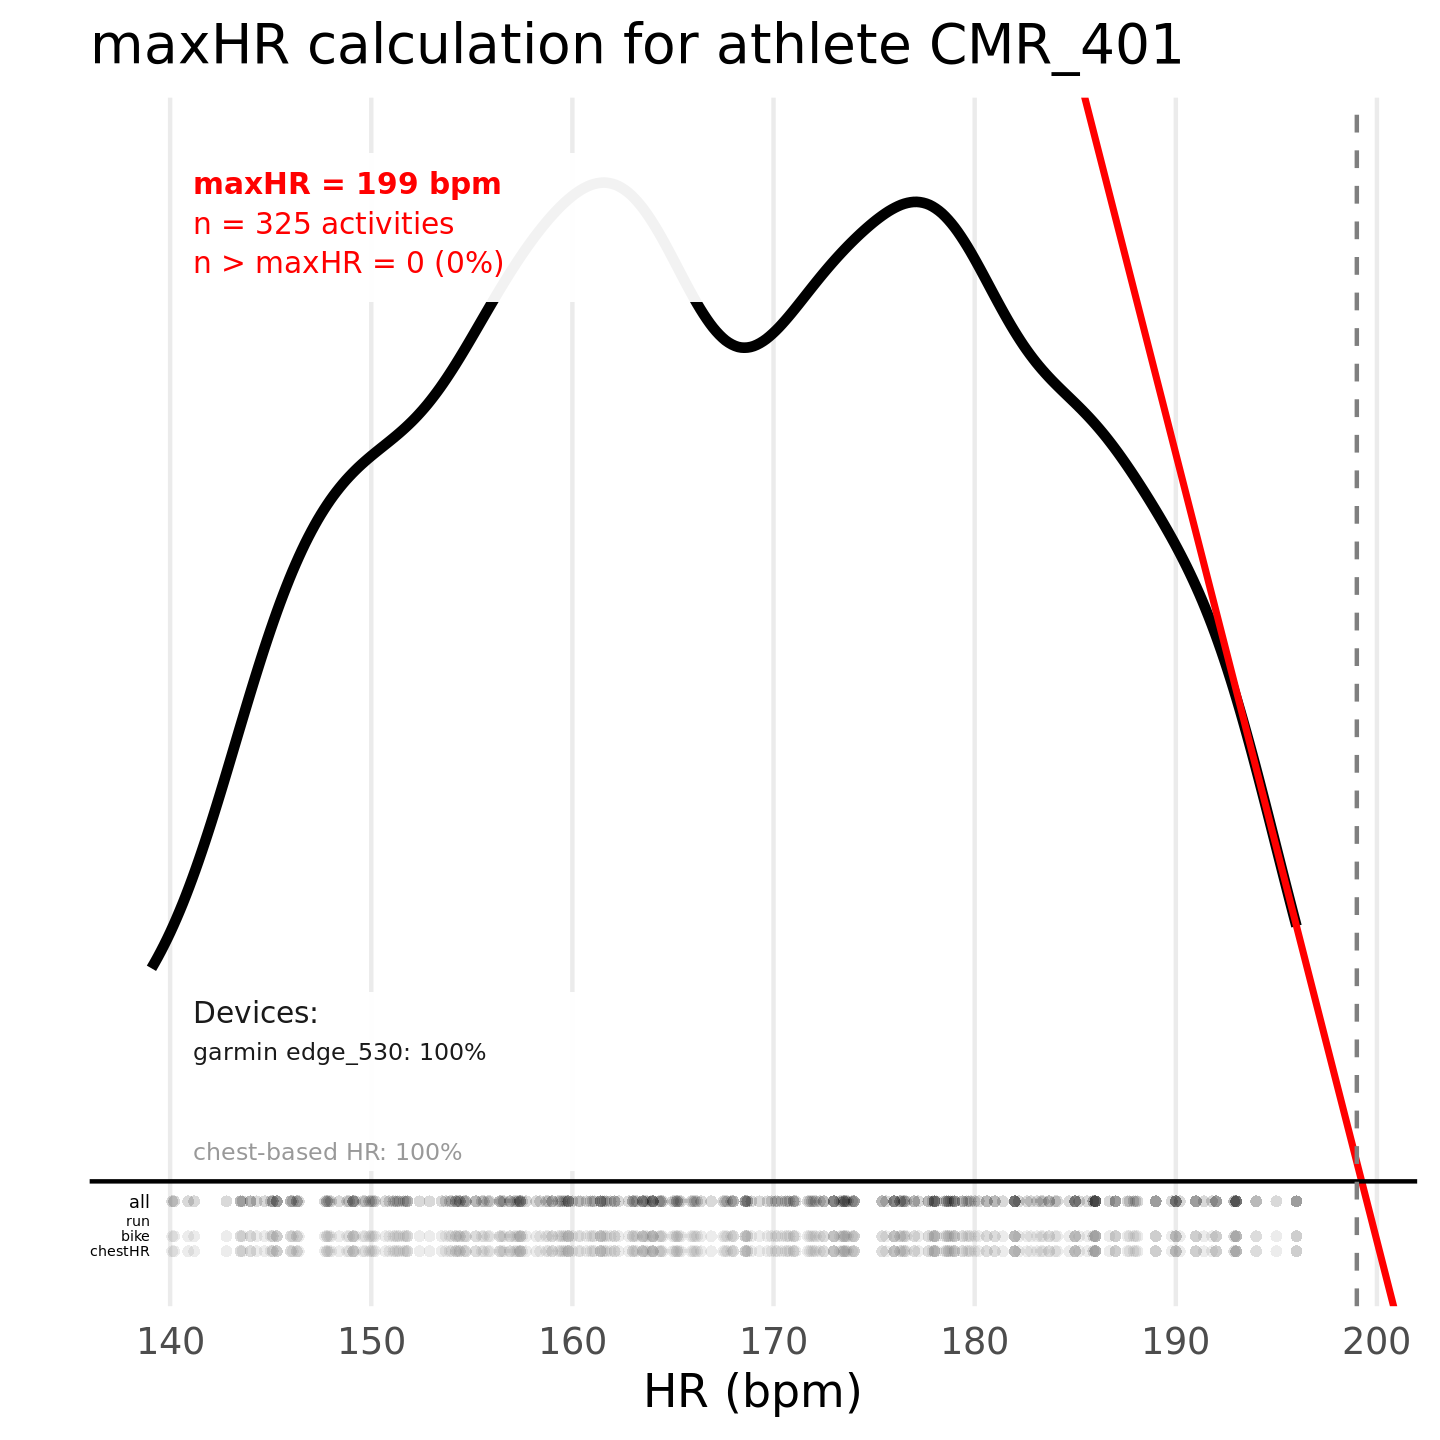 maxHR calculation for athlete CMR_401
maxHR = 199 bpm
n = 325 activities
n > maxHR = 0 (0%)
Devices:
garmin edge_530: 100%
chest-based HR: 100%
all
run
bike
chestHR
140 150 160 170 180 190 200
HR (bpm)